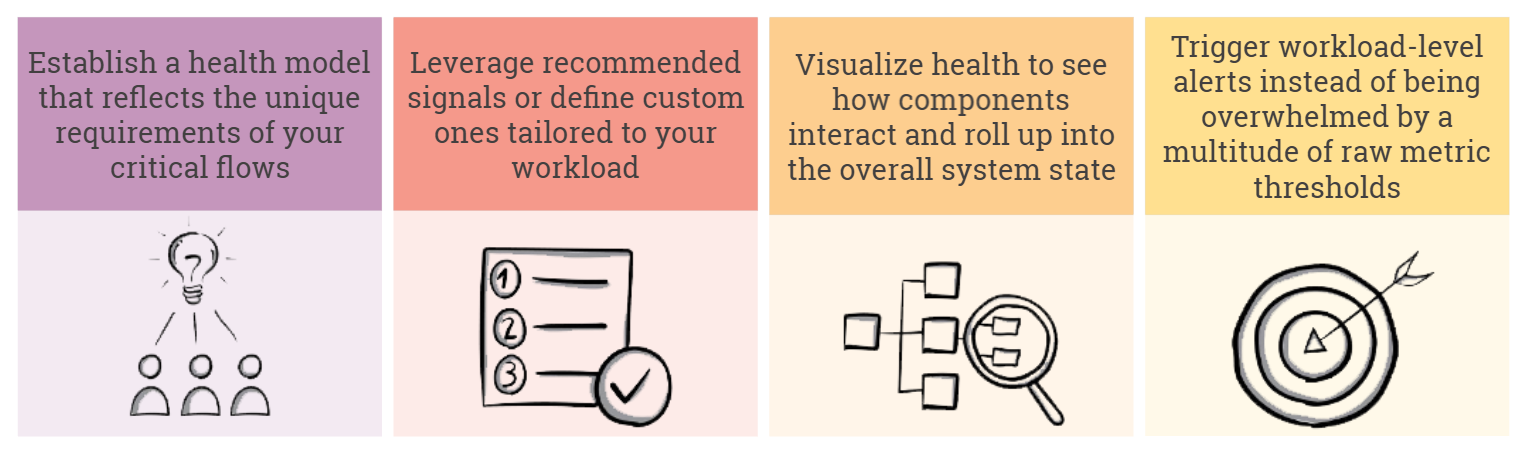 Establish a health model
that reflects the unique
requirements of your
critical flows
Leverage recommended
signals or define custom
ones tailored to your
workload
Visualize health to see
how components
interact and roll up into
the overall system state
Trigger workload-level
alerts instead of being
overwhelmed by a
multitude of raw metric
thresholds
?
1
2
3